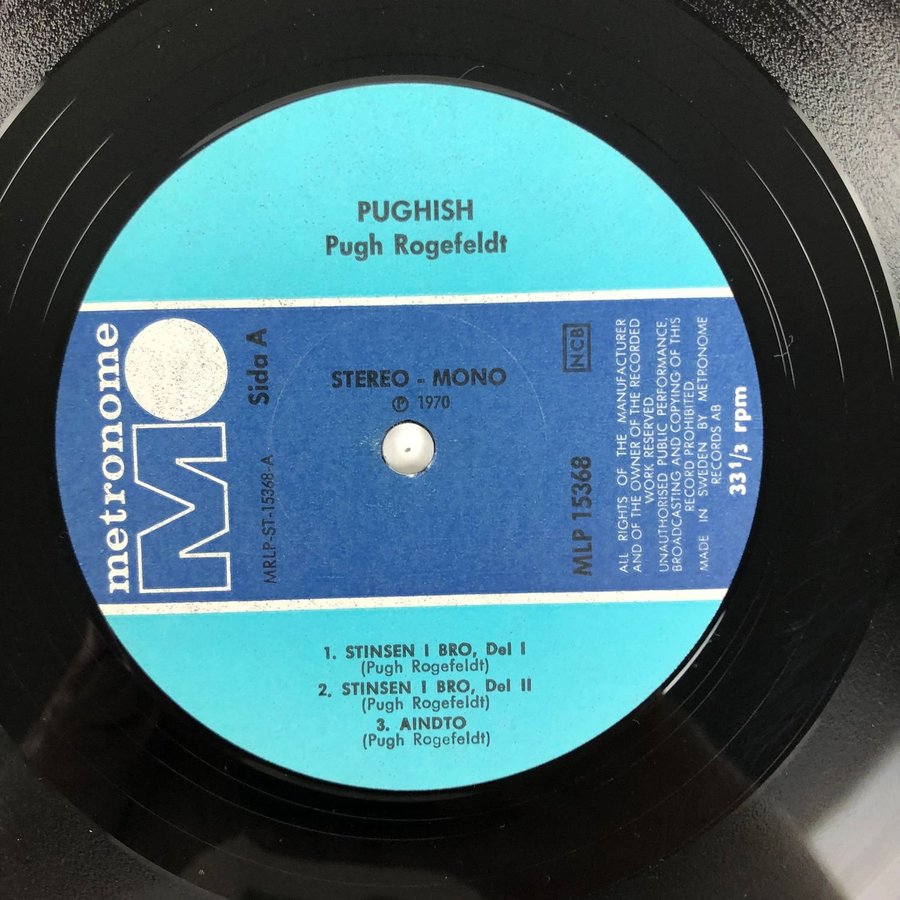 PUGHISH
Pugh Rogefeldt
metronome
M
Sida A
MRLP-ST-15368-A
STEREO - MONO
℗ 1970
NCB
MLP 15368
ALL RIGHTS OF THE MANUFACTURER
AND OF THE OWNER OF THE RECORDED
WORK RESERVED
UNAUTHORISED PUBLIC PERFORMANCE,
BROADCASTING AND COPYING OF THIS
RECORD PROHIBITED
MADE IN SWEDEN BY METRONOME
RECORDS AB
33 1/3 rpm
1. STINSEN I BRO, Del I
(Pugh Rogefeldt)
2. STINSEN I BRO, Del II
(Pugh Rogefeldt)
3. AINDTO
(Pugh Rogefeldt)